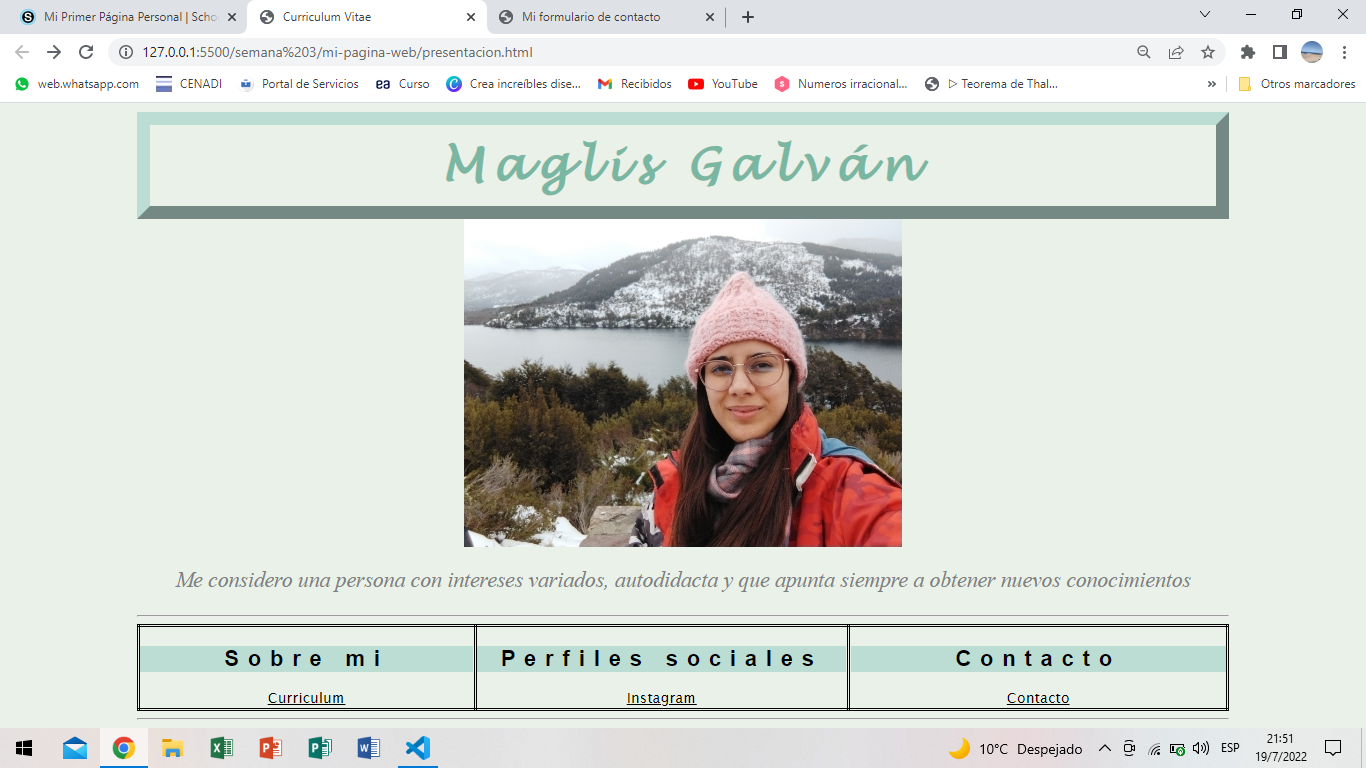 Mi Primer Página Personal | Scho
Curriculum Vitae
Mi formulario de contacto
127.0.0.1:5500/semana%203/mi-pagina-web/presentacion.html
web.whatsapp.com
CENADI
Portal de Servicios
ea Curso
Crea increíbles dise...
Recibidos
YouTube
Numeros irracional...
▷ Teorema de Thal...
»
Otros marcadores
Maglis Galván
Me considero una persona con intereses variados, autodidacta y que apunta siempre a obtener nuevos conocimientos
Sobre mi
Perfiles sociales
Contacto
Curriculum
Instagram
Contacto
10°C Despejado
ESP
21:51
19/7/2022